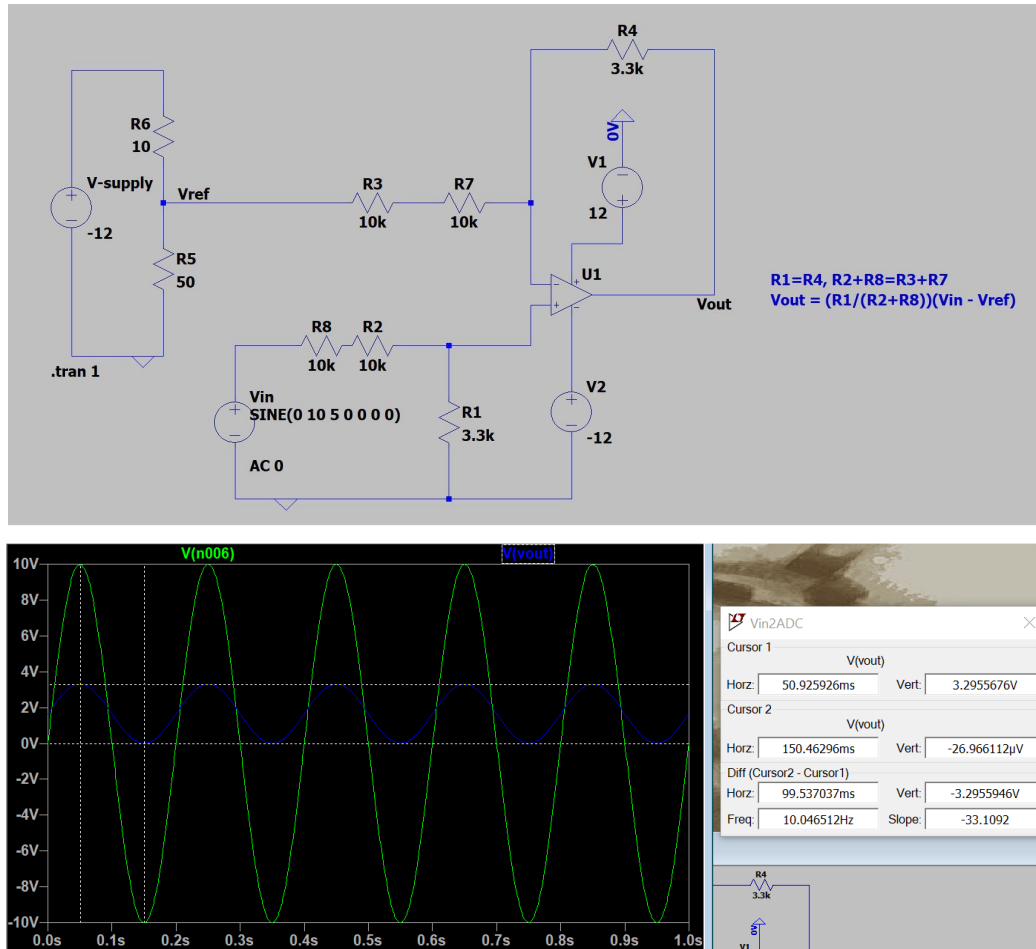 R4
3.3k
0V
R6
10
V1
V-supply
Vref
R3
R7
10k
10k
12
-12
R5
50
U1
R1=R4, R2+R8=R3+R7
Vout = (R1/(R2+R8))(Vin - Vref)
Vout
R8
R2
10k
10k
.tran 1
V2
Vin
SINE(0 10 5 0 0 0 0)
R1
3.3k
-12
AC 0
V(n006)
V(vout)
10V
8V
6V
4V
2V
0V
-2V
-4V
-6V
-8V
-10V
0.0s 0.1s 0.2s 0.3s 0.4s 0.5s 0.6s 0.7s 0.8s 0.9s 1.0s
Vin2ADC
Cursor 1
V(vout)
Horz: 50.925926ms Vert: 3.2955676V
Cursor 2
V(vout)
Horz: 150.46296ms Vert: -26.966112µV
Diff (Cursor2 - Cursor1)
Horz: 99.537037ms Vert: -3.2955946V
Freq: 10.046512Hz Slope: -33.1092
R4
3.3k
0V
V1